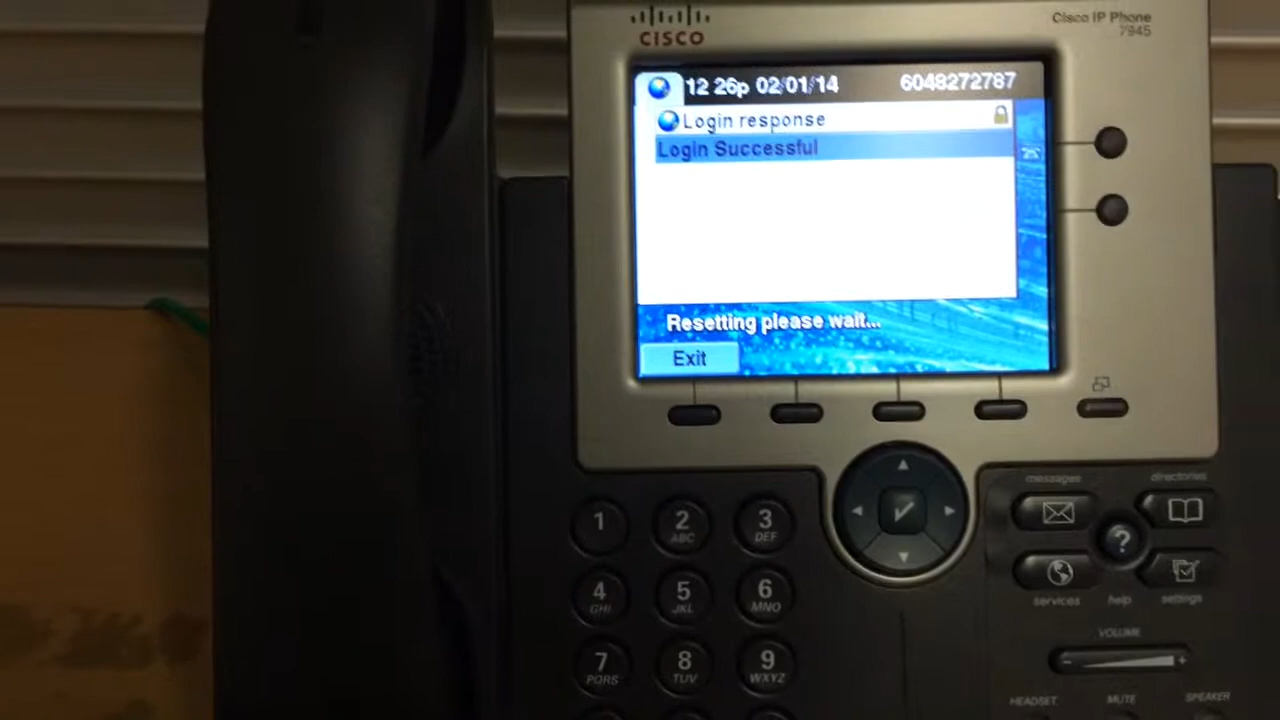 CISCO
Cisco IP Phone
7945
12 26p 02/01/14 6048272787
Login response
Login Successful
Resetting please wait...
Exit
messages directories
1 2 3
ABC DEF
?
4 5 6
GHI JKL MNO
services help settings
VOLUME
- +
7 8 9
PQRS TUV WXYZ
HEADSET MUTE SPEAKER